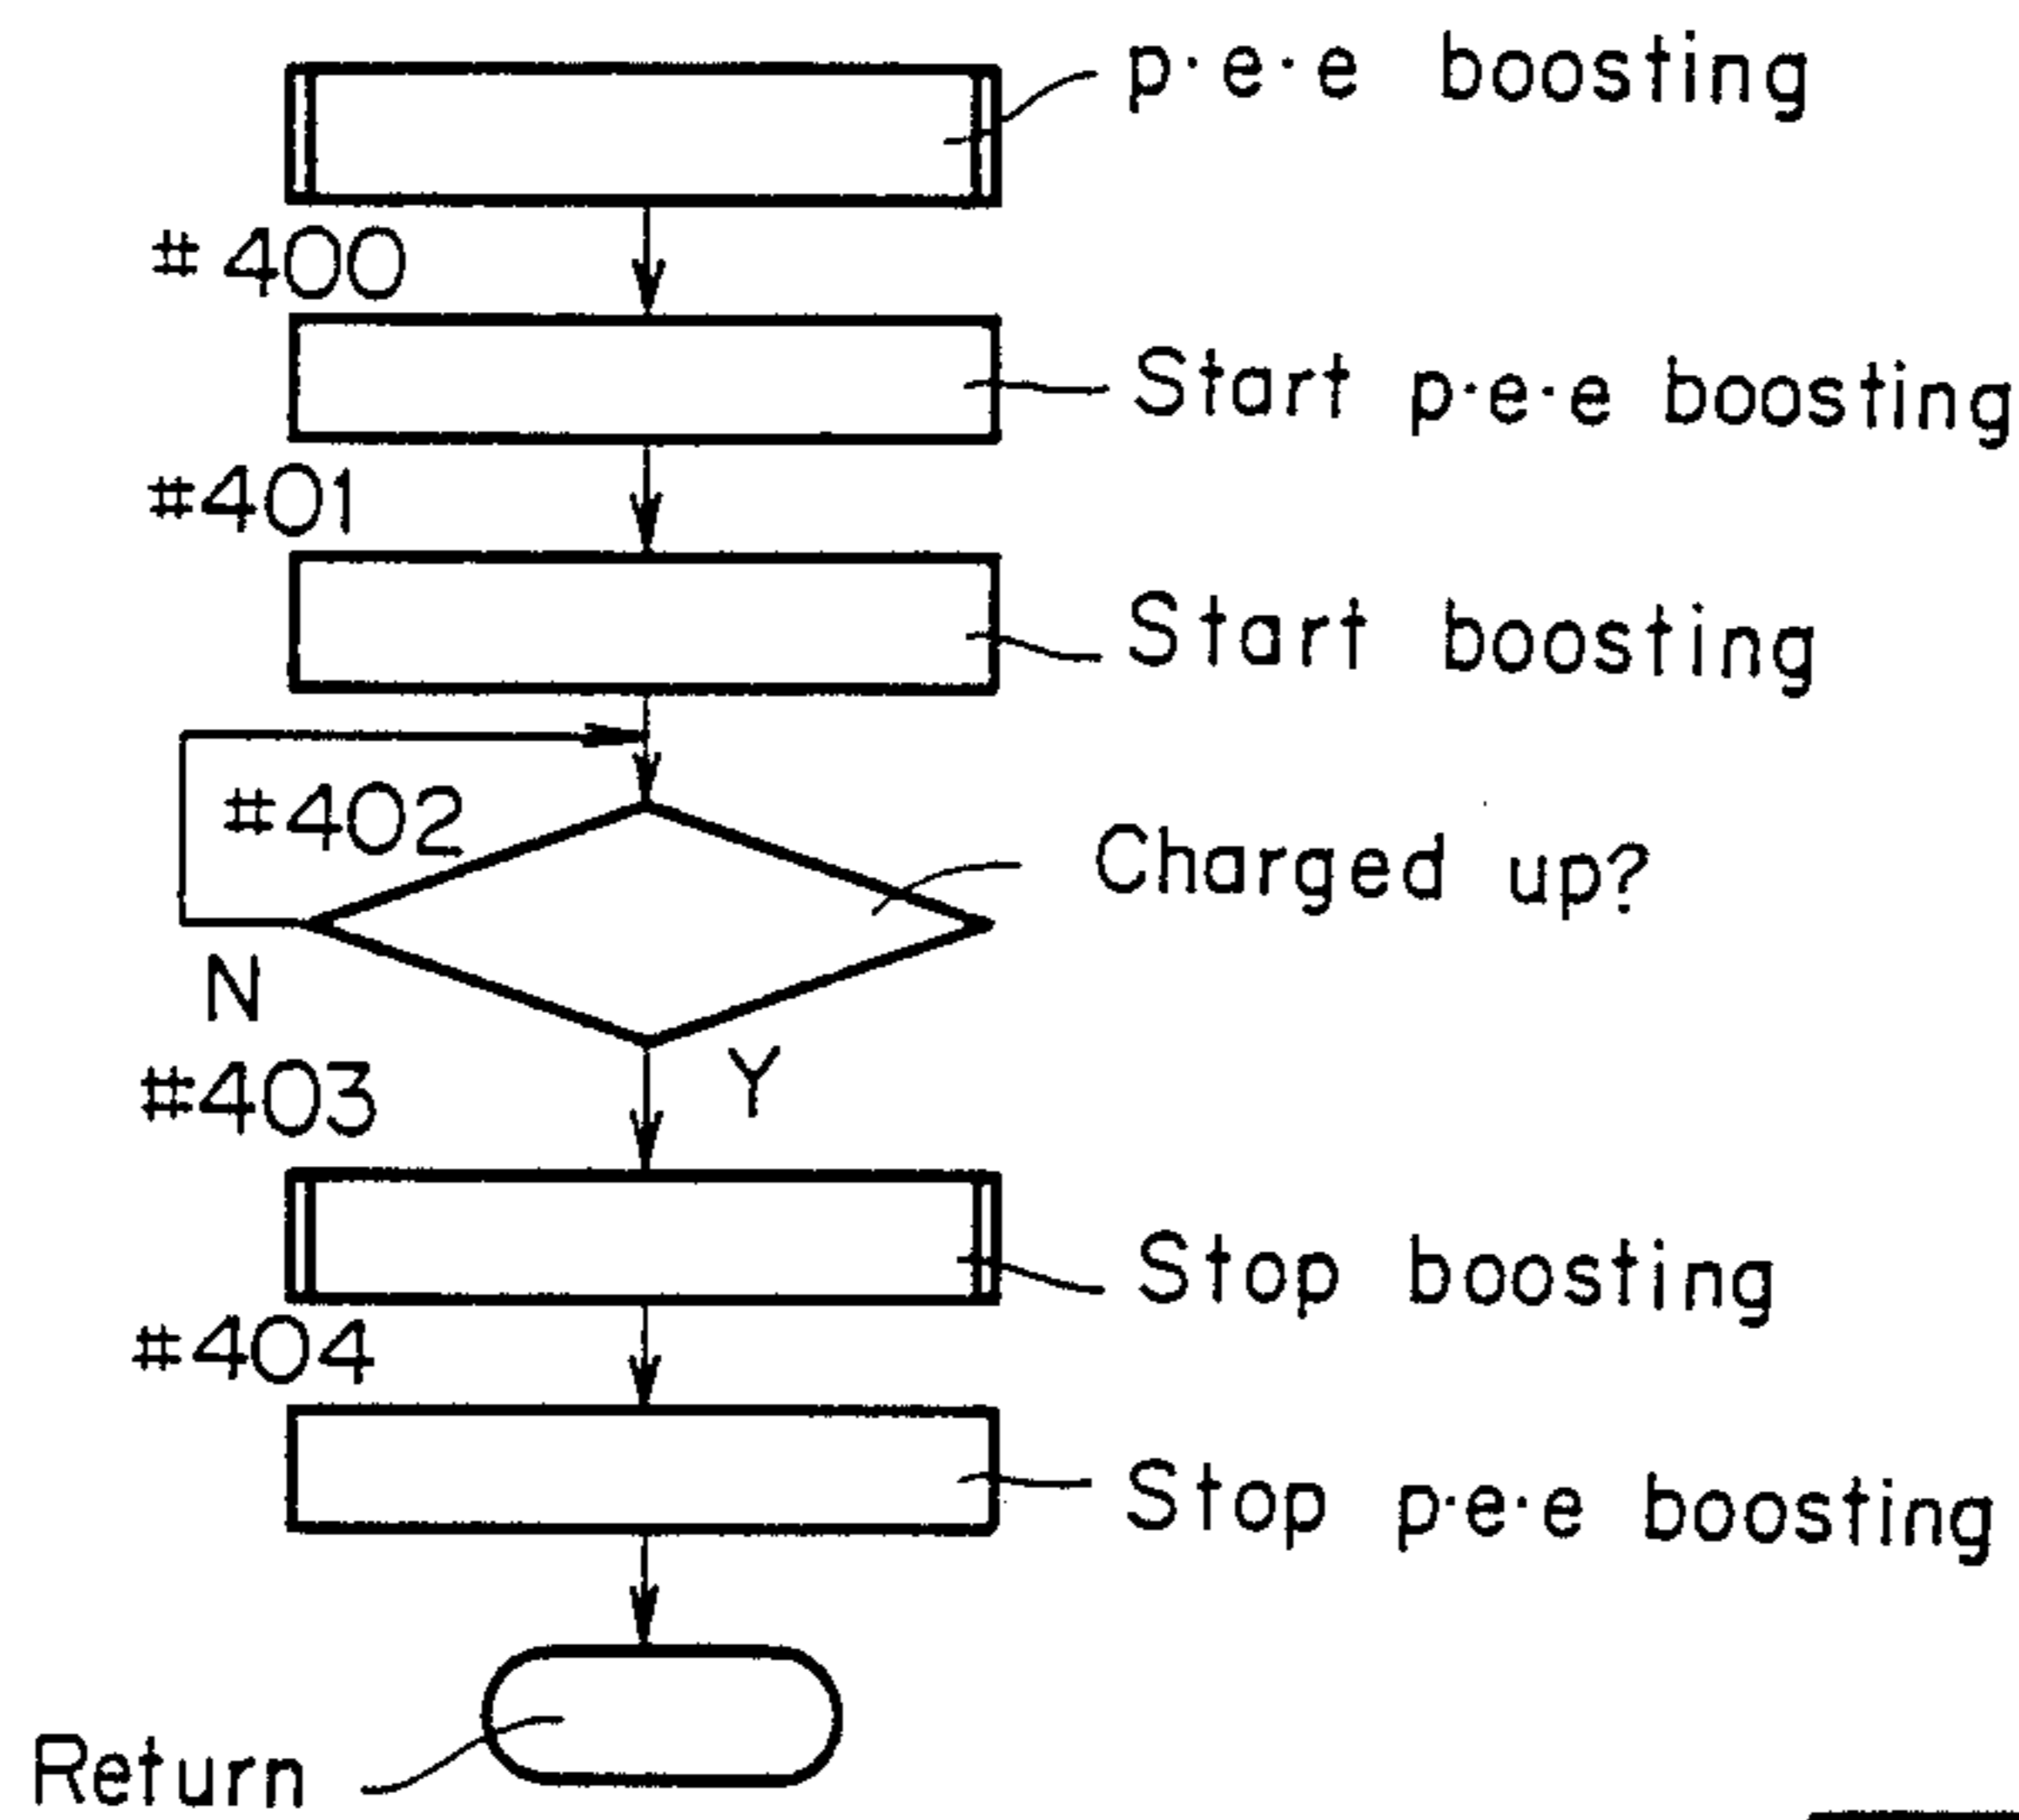 p·e·e boosting
#400
Start p·e·e boosting
#401
Start boosting
#402
Charged up?
N
Y
#403
Stop boosting
#404
Stop p·e·e boosting
Return